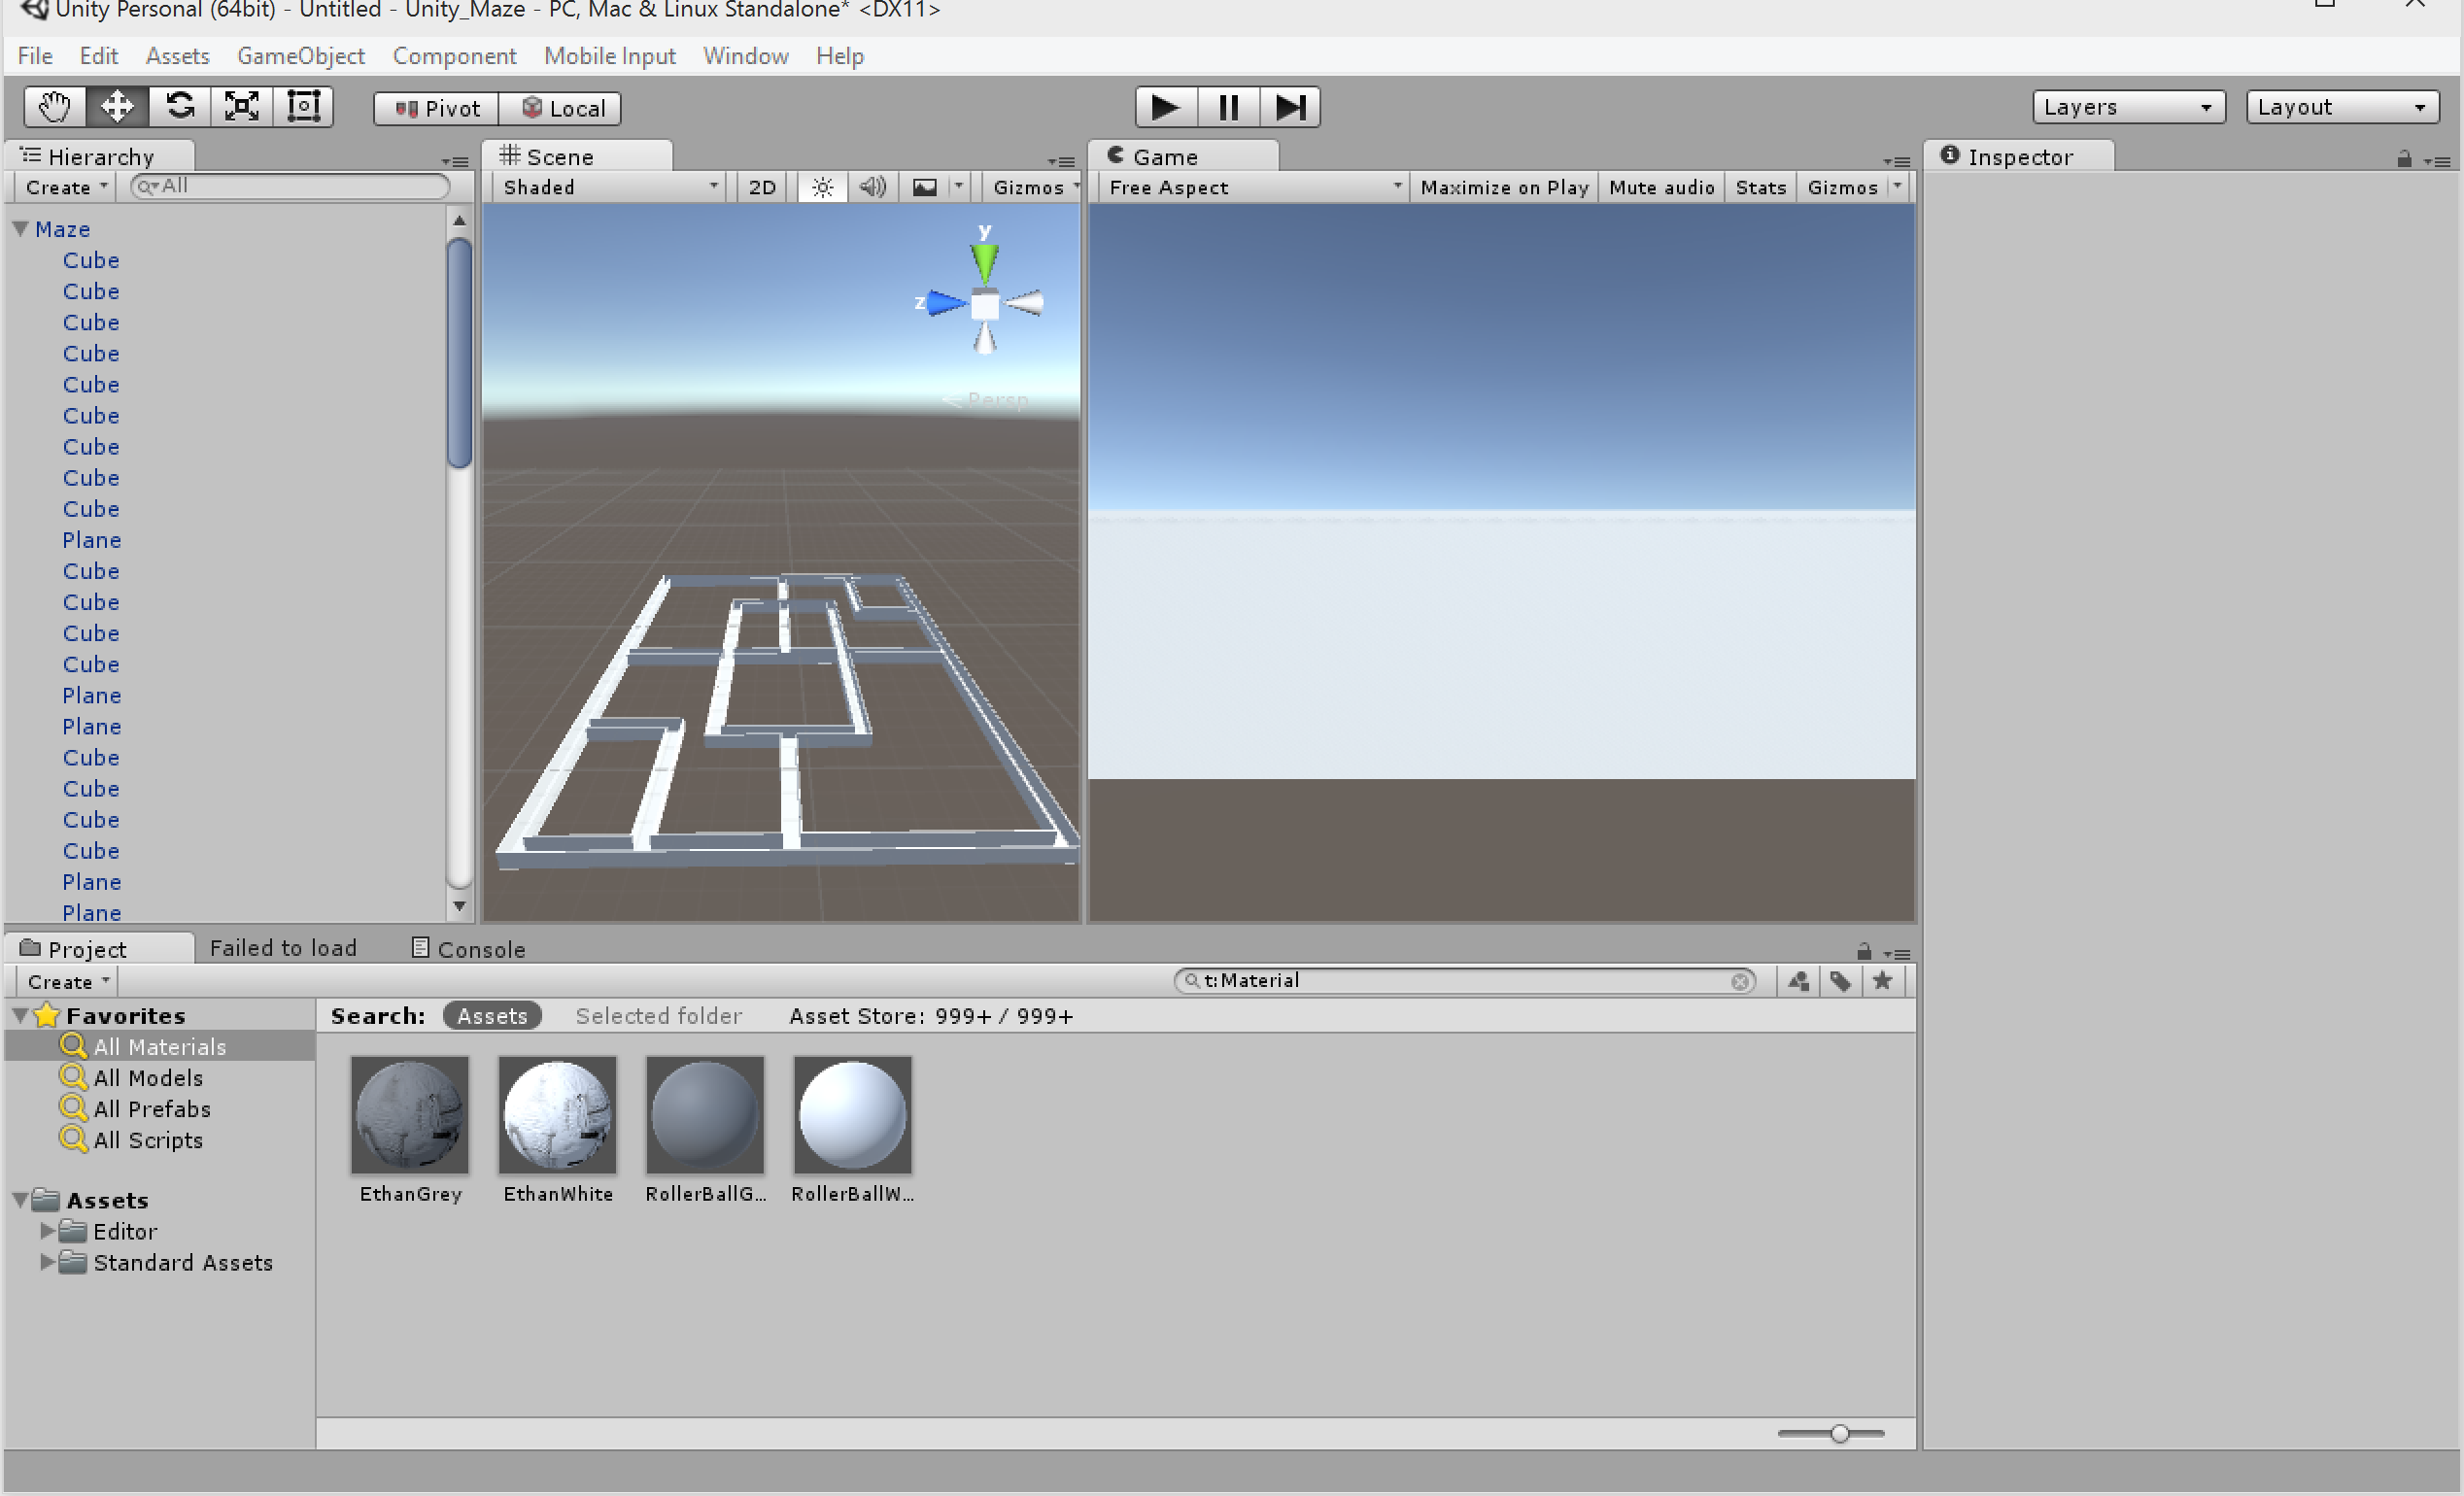 Unity Personal (64bit) - Untitled - Unity_Maze - PC, Mac & Linux Standalone* <DX11>
File Edit Assets GameObject Component Mobile Input Window Help
Pivot Local Layers Layout
Hierarchy
Create All
Maze
Cube
Cube
Cube
Cube
Cube
Cube
Cube
Cube
Cube
Plane
Cube
Cube
Cube
Cube
Plane
Plane
Cube
Cube
Cube
Cube
Plane
Plane
Scene
Shaded 2D Gizmos
y
z
Persp
Game
Free Aspect Maximize on Play Mute audio Stats Gizmos
Inspector
Project Failed to load Console
Create t:Material
Favorites
All Materials
All Models
All Prefabs
All Scripts
Assets
Editor
Standard Assets
Search: Assets Selected folder Asset Store: 999+ / 999+
EthanGrey EthanWhite RollerBallG... RollerBallW...